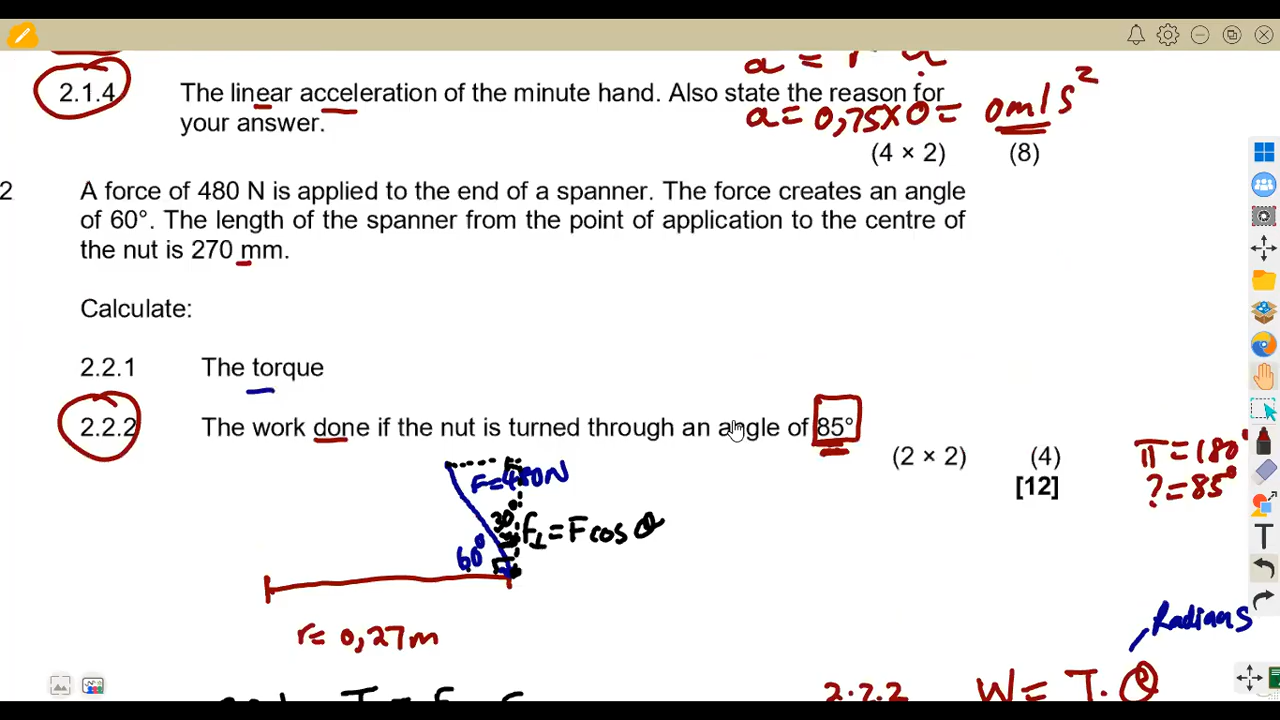 a = r α
2.1.4 The linear acceleration of the minute hand. Also state the reason for
your answer.
a = 0,75×0 = 0m/s²
(4 × 2) (8)
2 A force of 480 N is applied to the end of a spanner. The force creates an angle
of 60°. The length of the spanner from the point of application to the centre of
the nut is 270 mm.
Calculate:
2.2.1 The torque
2.2.2 The work done if the nut is turned through an angle of 85°
(2 × 2) (4)
[12]
π = 180°
? = 85°
F = 480N
30°
F⊥ = F cos θ
60°
r = 0,27m
Radians
2.2.2 W = T. θ
T